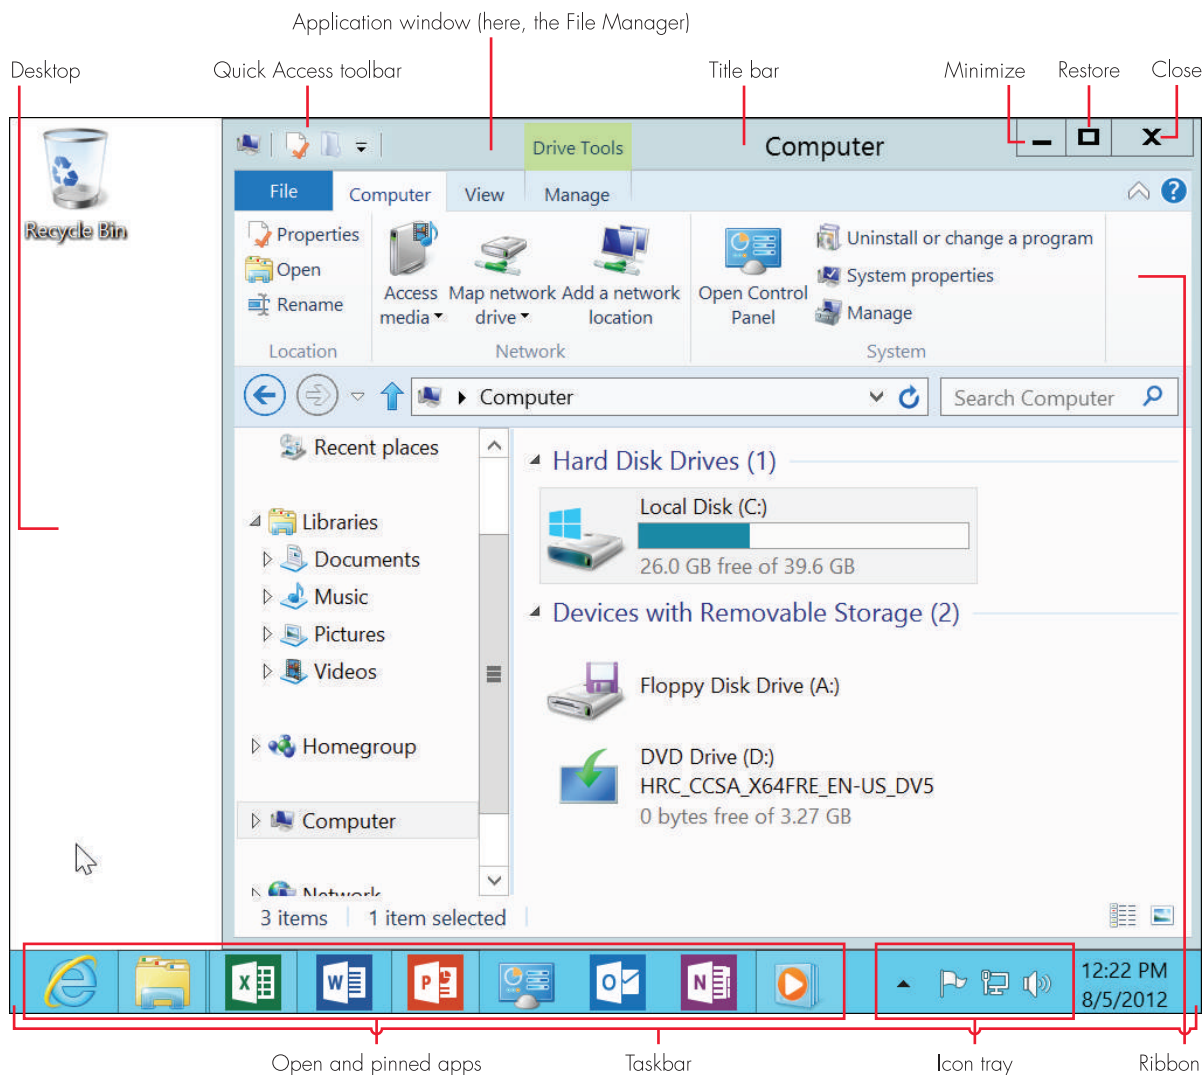 Application window (here, the File Manager)
Desktop
Quick Access toolbar
Title bar
Minimize
Restore
Close
Drive Tools
Computer
File
Computer
View
Manage
Recycle Bin
Properties
Open
Rename
Location
Access media
Map network drive
Add a network location
Network
Open Control Panel
Uninstall or change a program
System properties
Manage
System
Computer
Search Computer
Recent places
Libraries
Documents
Music
Pictures
Videos
Homegroup
Computer
Network
Hard Disk Drives (1)
Local Disk (C:)
26.0 GB free of 39.6 GB
Devices with Removable Storage (2)
Floppy Disk Drive (A:)
DVD Drive (D:)
HRC_CCSA_X64FRE_EN-US_DV5
0 bytes free of 3.27 GB
3 items
1 item selected
12:22 PM
8/5/2012
Open and pinned apps
Taskbar
Icon tray
Ribbon